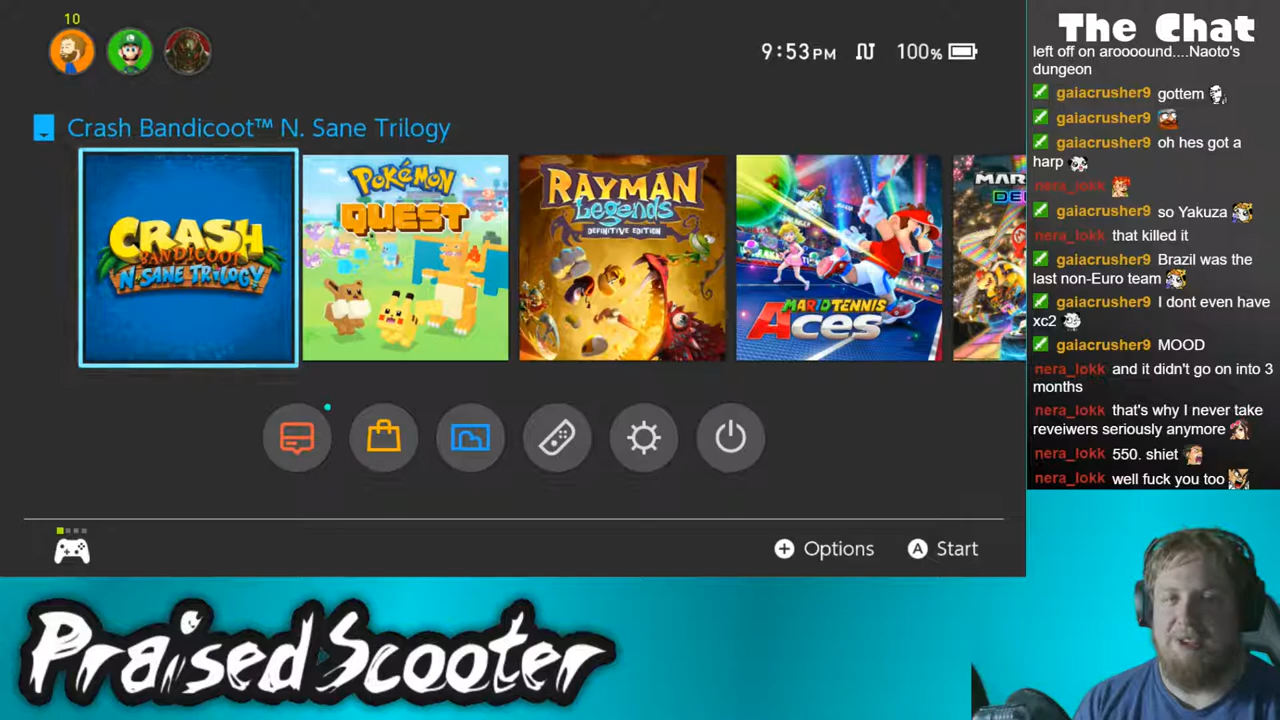 10
9:53PM
100%
Crash Bandicoot™ N. Sane Trilogy
CRASH
BANDICOOT
N. SANE TRILOGY
POKéMON
QUEST
RAYMAN
Legends
DEFINITIVE EDITION
MARIO TENNIS
Aces
MAR
DE
+ Options
A Start
PraisedScooter
The Chat
left off on aroooound....Naoto's
dungeon
gaiacrusher9 gottem
gaiacrusher9
gaiacrusher9 oh hes got a
harp
nera_lokk
gaiacrusher9 so Yakuza
nera_lokk that killed it
gaiacrusher9 Brazil was the
last non-Euro team
gaiacrusher9 I dont even have
xc2
gaiacrusher9 MOOD
nera_lokk and it didn't go on into 3
months
nera_lokk that's why I never take
reveiwers seriously anymore
nera_lokk 550. shiet
nera_lokk well fuck you too